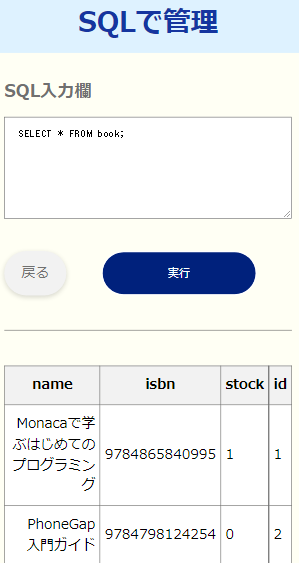 SQLで管理
SQL入力欄
SELECT * FROM book;
戻る 実行
name isbn stock id
Monacaで学
ぶはじめての
プログラミン
グ
9784865840995 1 1
PhoneGap
入門ガイド
9784798124254 0 2